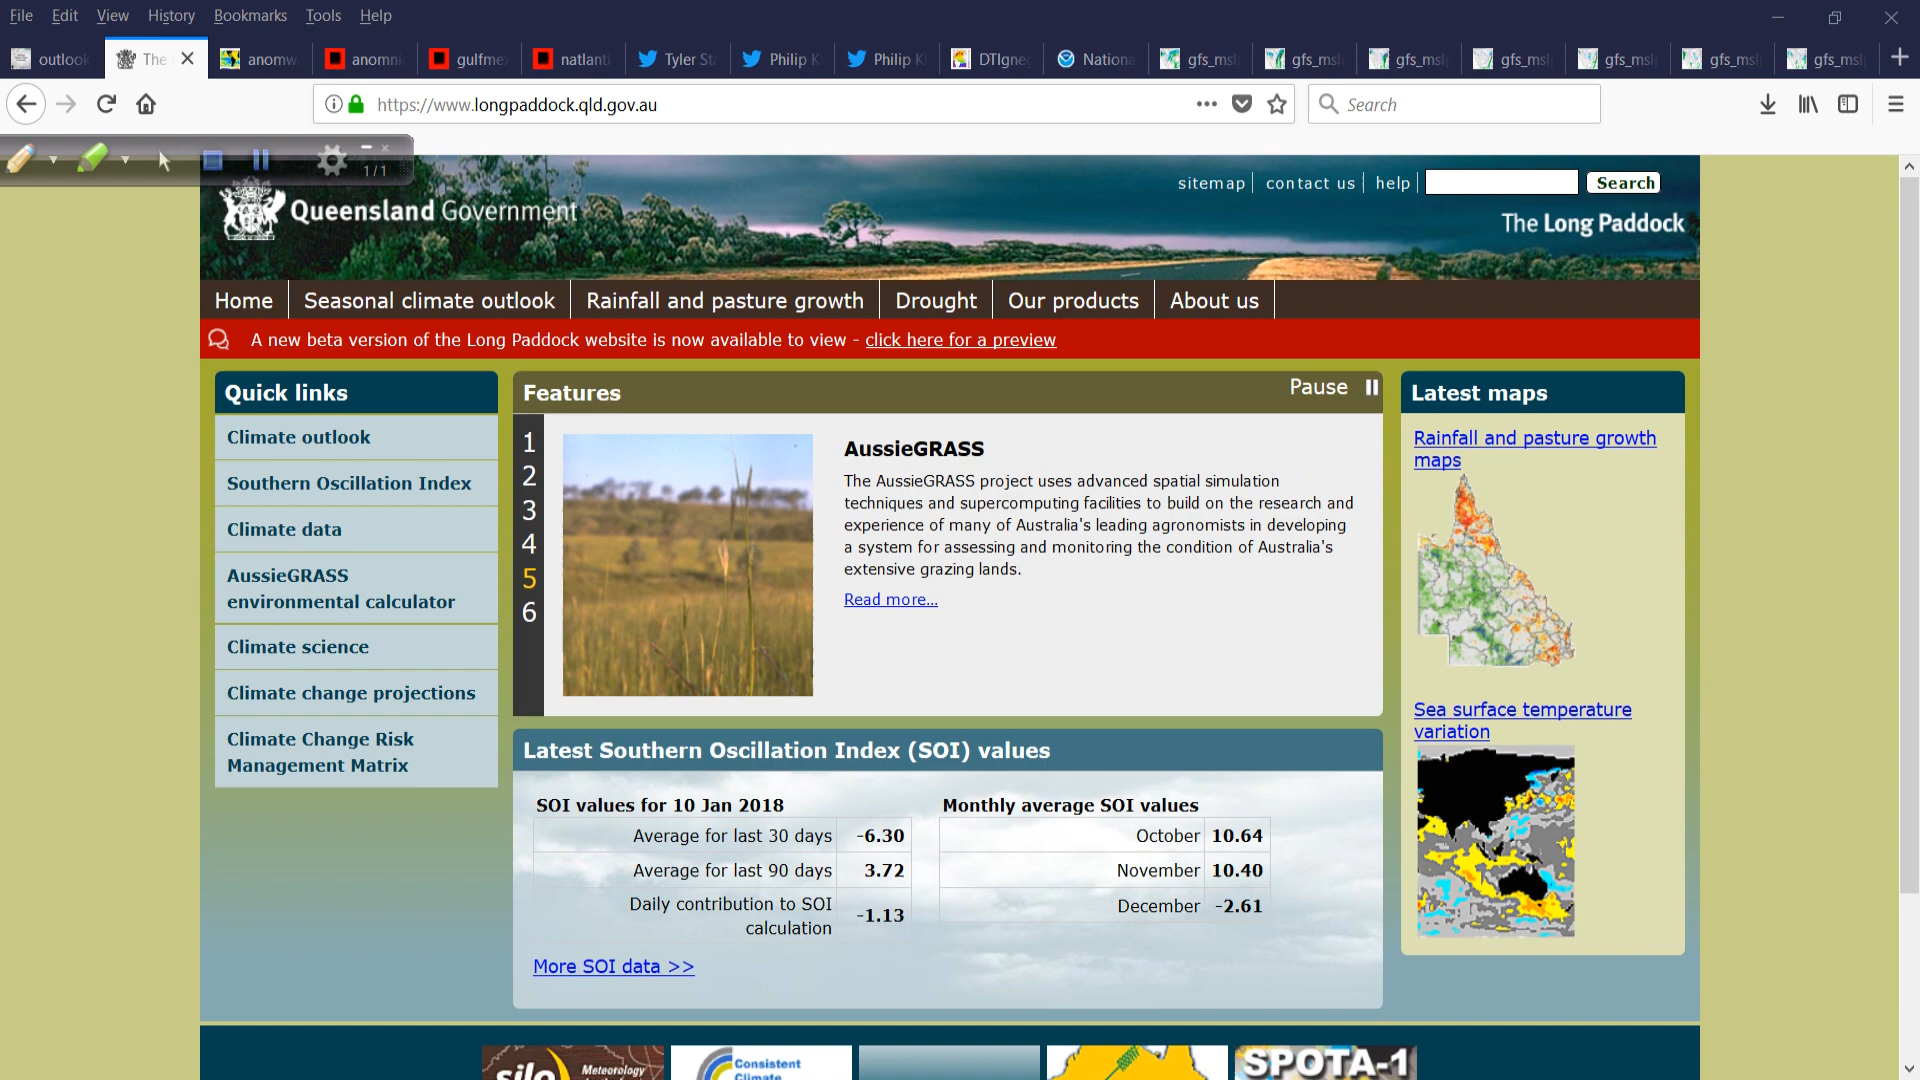 File Edit View History Bookmarks Tools Help
outlook The anomw anomni gulfme natlanti Tyler St Philip K Philip K DTIgne Nationa gfs_msl gfs_msl gfs_msl gfs_msl gfs_msl gfs_msl gfs_msl
https://www.longpaddock.qld.gov.au Search
1/1
sitemap contact us help Search
Queensland Government The Long Paddock
Home Seasonal climate outlook Rainfall and pasture growth Drought Our products About us
A new beta version of the Long Paddock website is now available to view - click here for a preview
Quick links
Climate outlook
Southern Oscillation Index
Climate data
AussieGRASS
environmental calculator
Climate science
Climate change projections
Climate Change Risk
Management Matrix
Features Pause
1
2
3
4
5
6
AussieGRASS
The AussieGRASS project uses advanced spatial simulation
techniques and supercomputing facilities to build on the research and
experience of many of Australia's leading agronomists in developing
a system for assessing and monitoring the condition of Australia's
extensive grazing lands.
Read more...
Latest Southern Oscillation Index (SOI) values
SOI values for 10 Jan 2018
Average for last 30 days -6.30
Average for last 90 days 3.72
Daily contribution to SOI
calculation -1.13
Monthly average SOI values
October 10.64
November 10.40
December -2.61
More SOI data >>
Latest maps
Rainfall and pasture growth
maps
Sea surface temperature
variation
silo Meteorology
Consistent
Climate
SPOTA-1